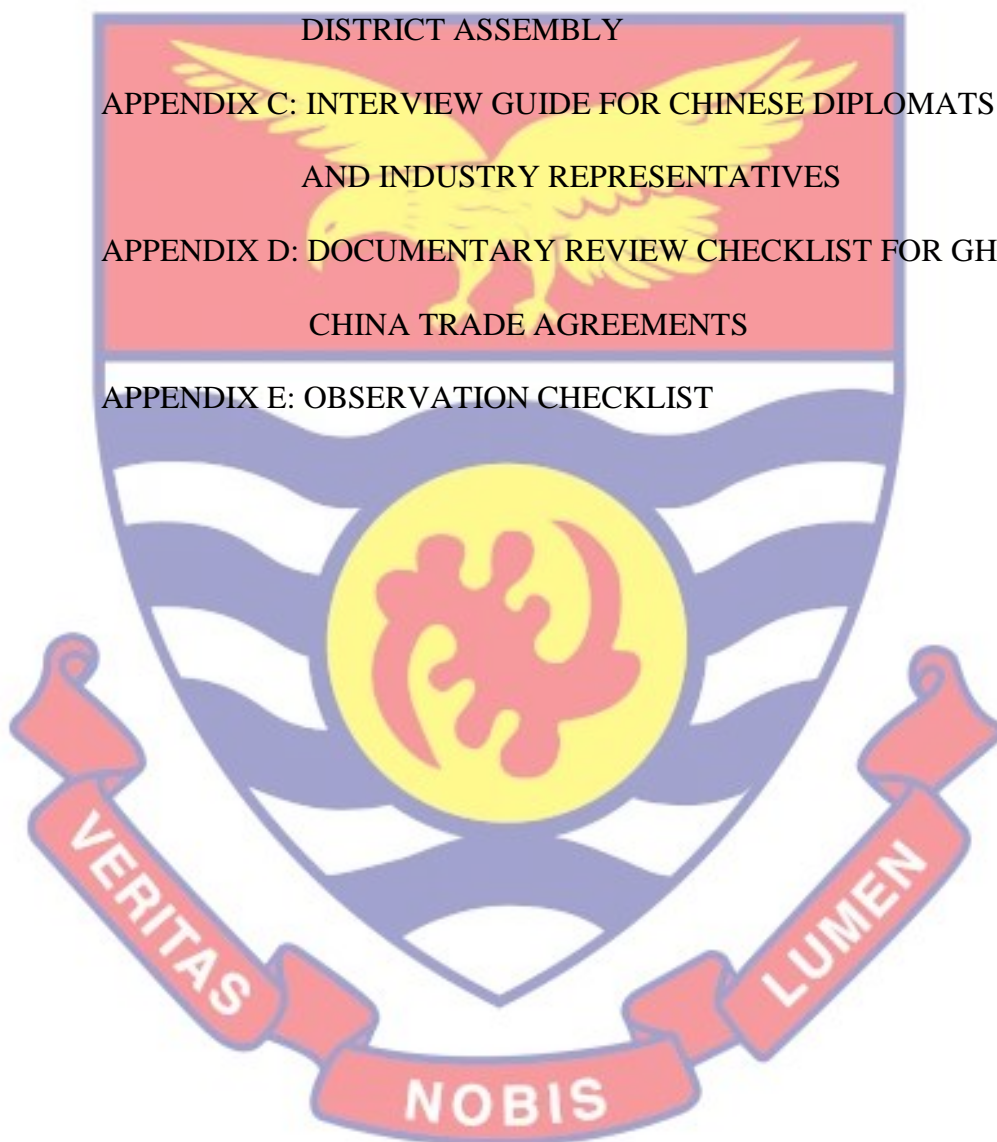 DISTRICT ASSEMBLY
APPENDIX C: INTERVIEW GUIDE FOR CHINESE DIPLOMATS
AND INDUSTRY REPRESENTATIVES
APPENDIX D: DOCUMENTARY REVIEW CHECKLIST FOR GH
CHINA TRADE AGREEMENTS
APPENDIX E: OBSERVATION CHECKLIST
VERITAS
NOBIS
LUMEN